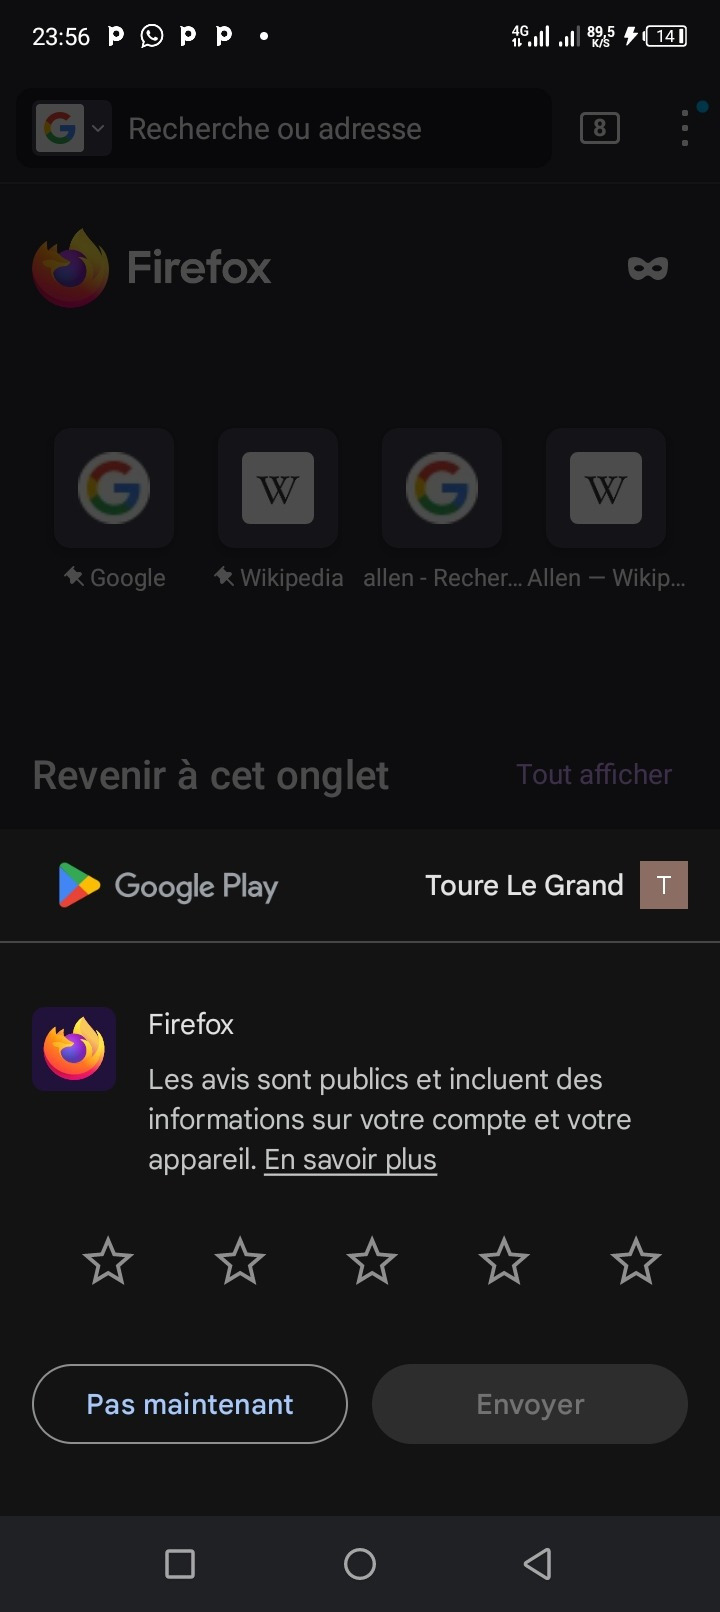 23:56
4G
89,5
K/S
14
Recherche ou adresse
8
Firefox
Google
Wikipedia
allen - Recher...
Allen — Wikip...
Revenir à cet onglet
Tout afficher
Google Play
Toure Le Grand
T
Firefox
Les avis sont publics et incluent des
informations sur votre compte et votre
appareil. En savoir plus
Pas maintenant
Envoyer